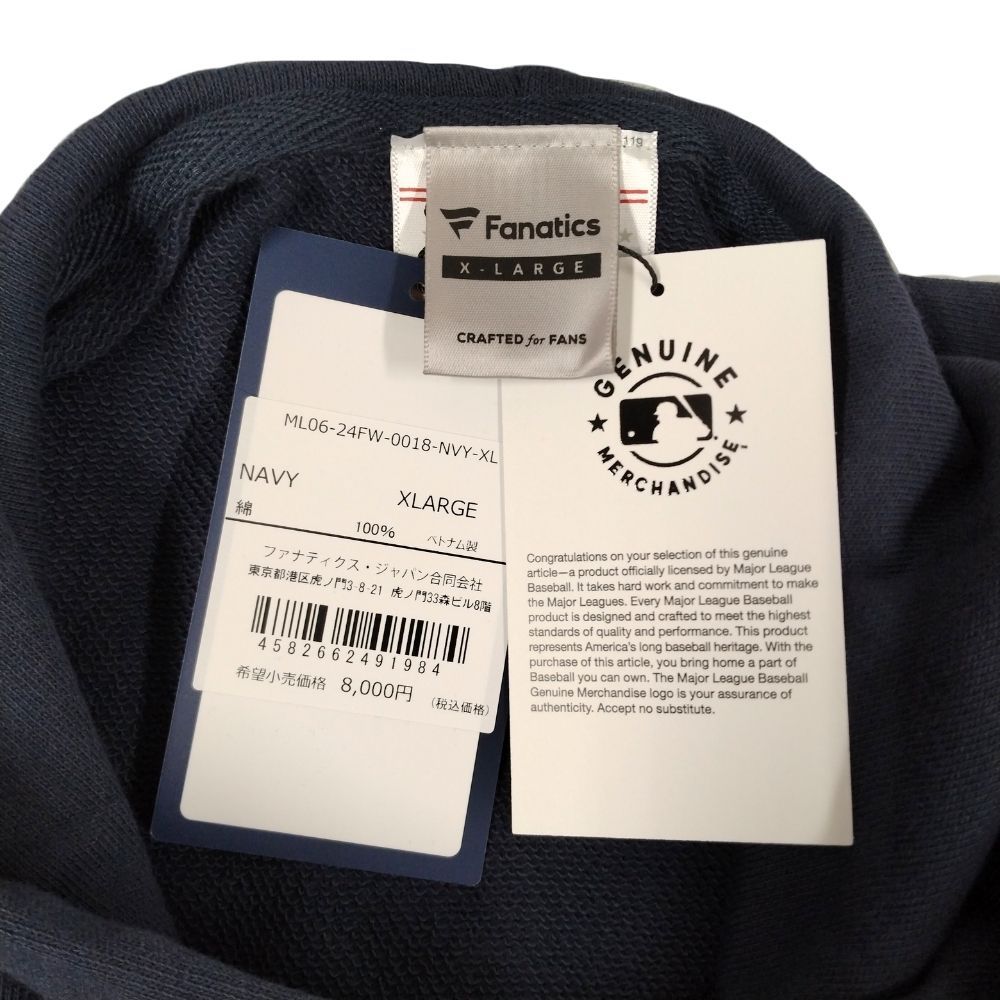 119
Fanatics
X-LARGE
CRAFTED for FANS
ML06-24FW-0018-NVY-XL
NAVY
XLARGE
綿
100%
ベトナム製
ファナティクス・ジャパン合同会社
東京都港区虎ノ門3-8-21 虎ノ門33森ビル8階
4582662491984
希望小売価格 8,000円
(税込価格)
GENUINE
MERCHANDISE
Congratulations on your selection of this genuine
article—a product officially licensed by Major League
Baseball. It takes hard work and commitment to make
the Major Leagues. Every Major League Baseball
product is designed and crafted to meet the highest
standards of quality and performance. This product
represents America's long baseball heritage. With the
purchase of this article, you bring home a part of
Baseball you can own. The Major League Baseball
Genuine Merchandise logo is your assurance of
authenticity. Accept no substitute.